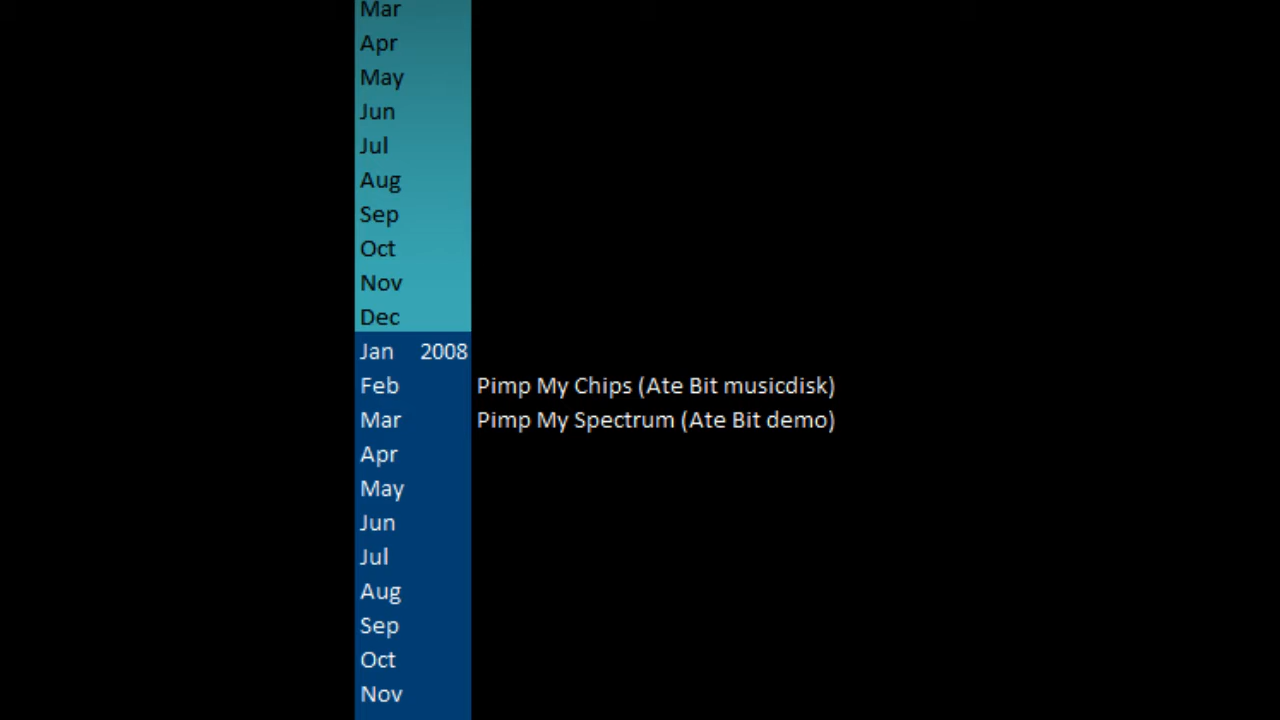 Mar
Apr
May
Jun
Jul
Aug
Sep
Oct
Nov
Dec
Jan 2008
Feb Pimp My Chips (Ate Bit musicdisk)
Mar Pimp My Spectrum (Ate Bit demo)
Apr
May
Jun
Jul
Aug
Sep
Oct
Nov